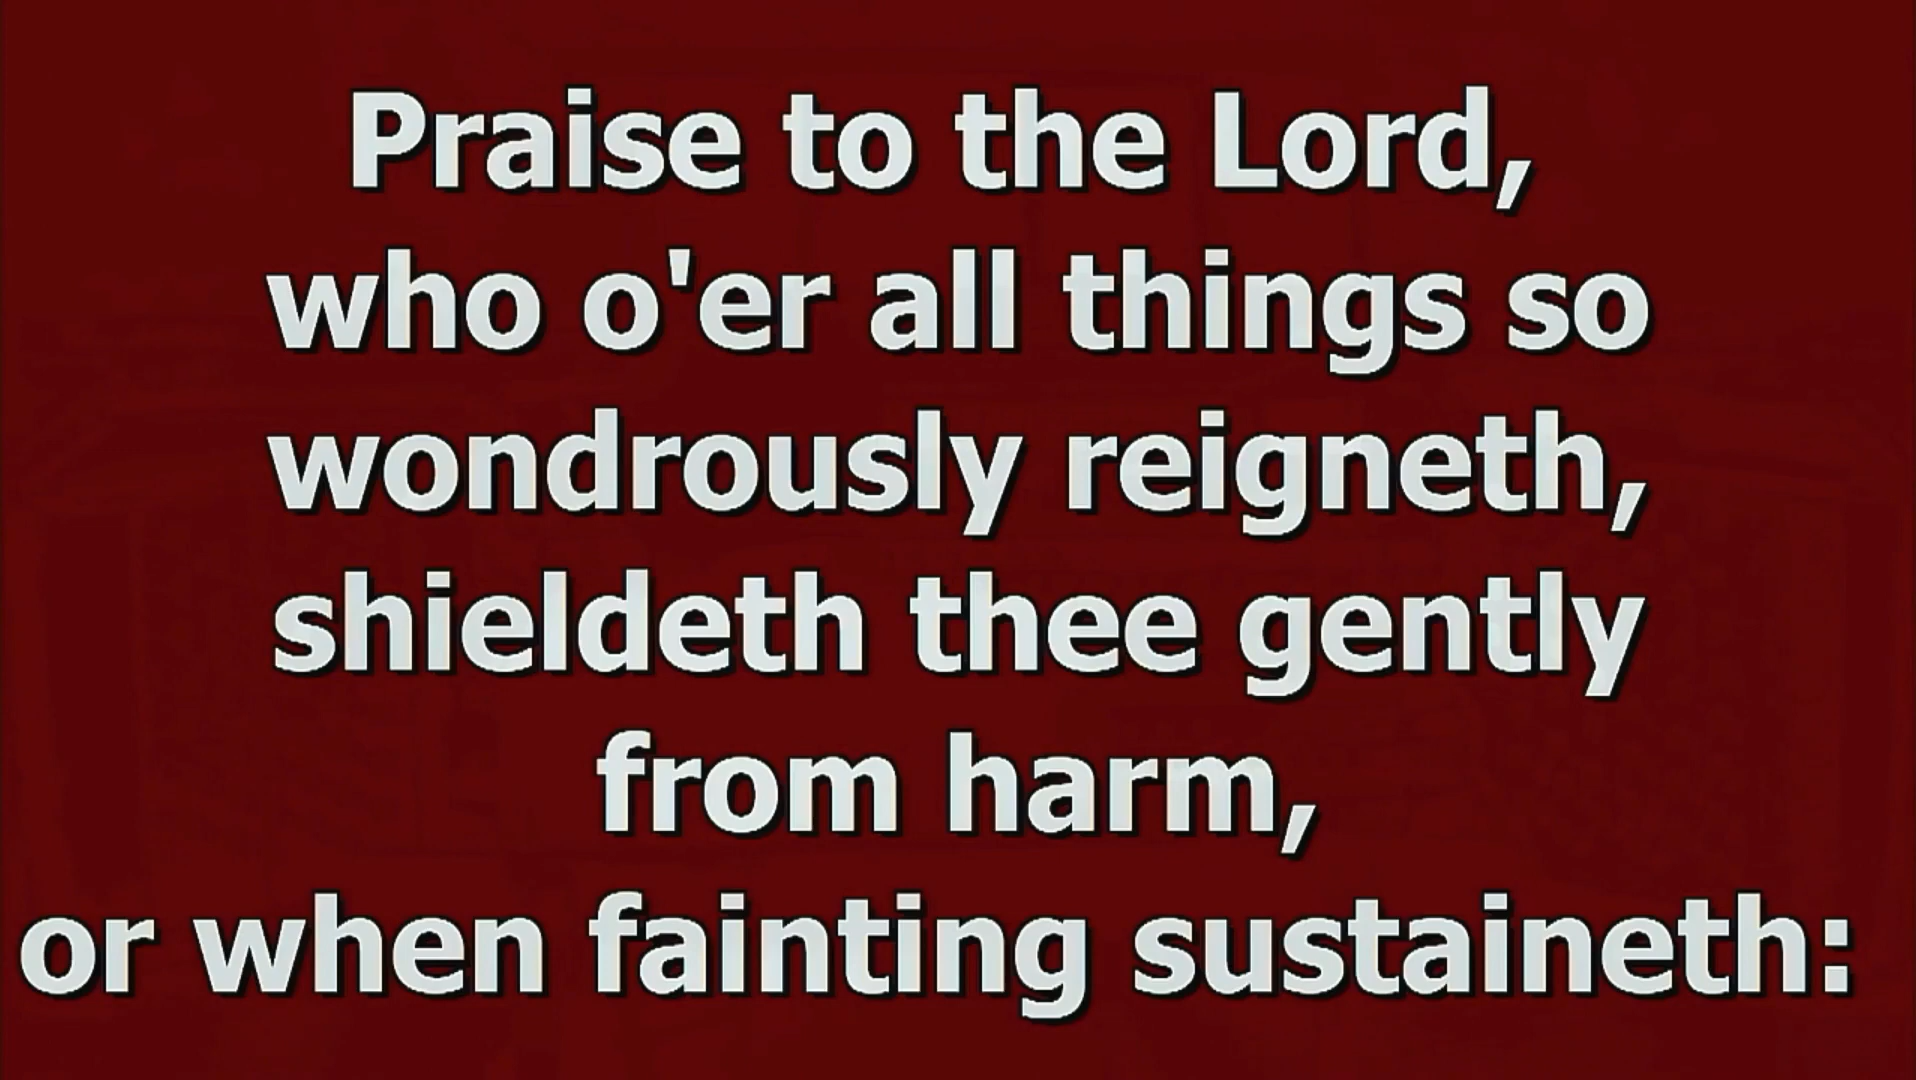 Praise to the Lord,
who o'er all things so
wondrously reigneth,
shieldeth thee gently
from harm,
or when fainting sustaineth: